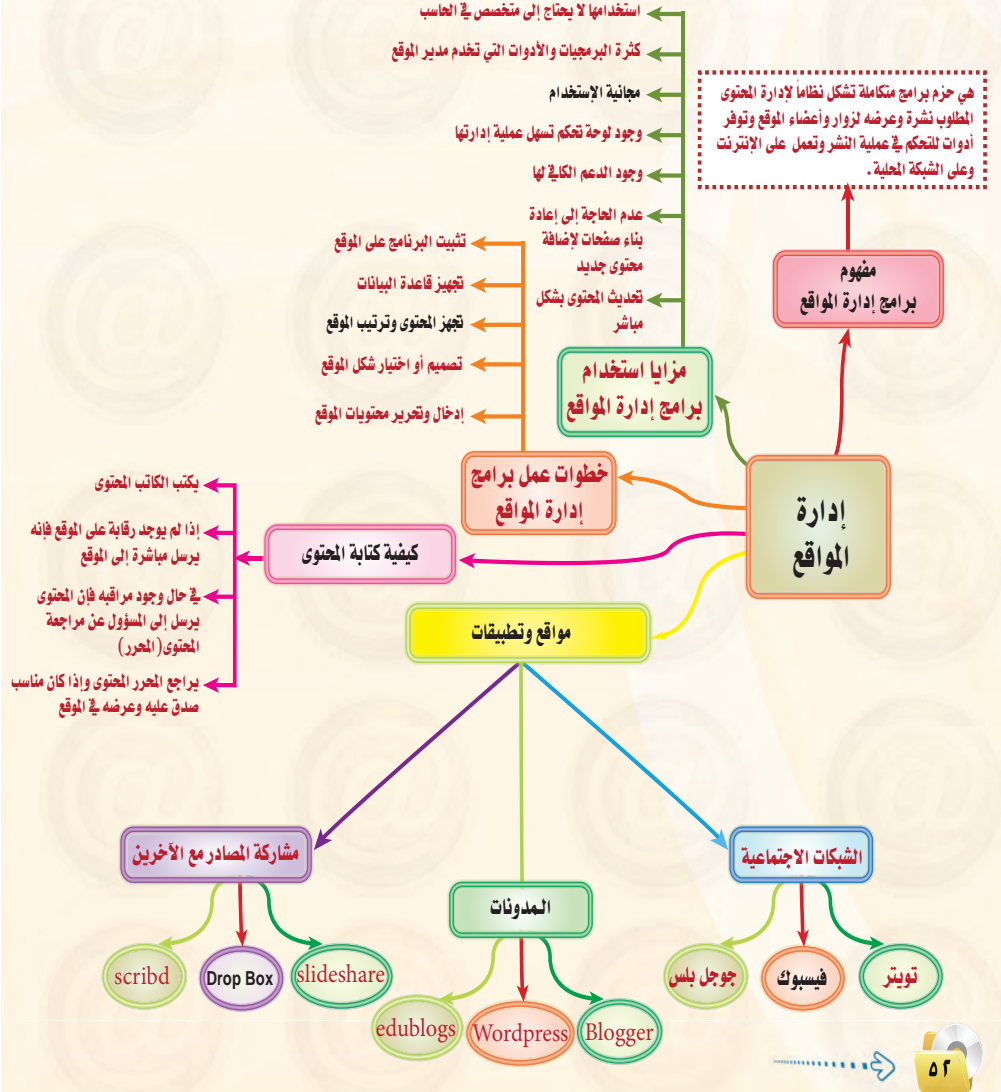 استخدامها لا يحتاج إلى متخصص في الحاسب
كثرة البرمجيات والأدوات التي تخدم مدير الموقع
مجانية الإستخدام
وجود لوحة تحكم تسهل عملية إدارتها
وجود الدعم الكافي لها
عدم الحاجة إلى إعادة
بناء صفحات لإضافة
محتوى جديد
تحديث المحتوى بشكل
مباشر
هي حزم برامج متكاملة تشكل نظاماً لإدارة المحتوى
المطلوب نشرة وعرضه لزوار وأعضاء الموقع وتوفر
أدوات للتحكم في عملية النشر وتعمل على الإنترنت
وعلى الشبكة المحلية .
مفهوم
برامج إدارة المواقع
مزايا استخدام
برامج إدارة المواقع
تثبيت البرنامج على الموقع
تجهيز قاعدة البيانات
تجهز المحتوى وترتيب الموقع
تصميم أو اختيار شكل الموقع
إدخال وتحرير محتويات الموقع
خطوات عمل برامج
إدارة المواقع
إدارة
المواقع
كيفية كتابة المحتوى
يكتب الكاتب المحتوى
إذا لم يوجد رقابة على الموقع فإنه
يرسل مباشرة إلى الموقع
في حال وجود مراقبه فإن المحتوى
يرسل إلى المسؤول عن مراجعة
المحتوى(المحرر)
يراجع المحرر المحتوى وإذا كان مناسب
صدق عليه وعرضه في الموقع
مواقع وتطبيقات
الشبكات الاجتماعية
تويتر
فيسبوك
جوجل بلس
المدونات
Blogger
Wordpress
edublogs
مشاركة المصادر مع الآخرين
slideshare
Drop Box
scribd
٥٢